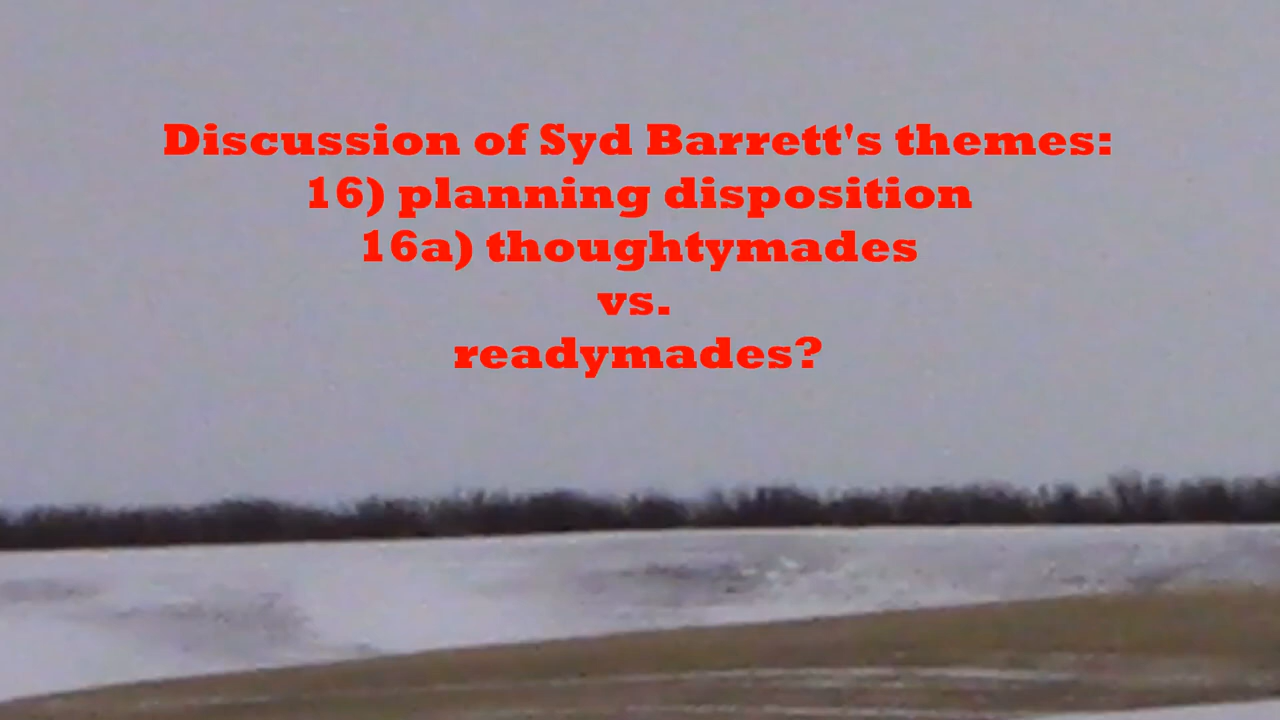 Discussion of Syd Barrett's themes:
16) planning disposition
16a) thoughtymades
vs.
readymades?